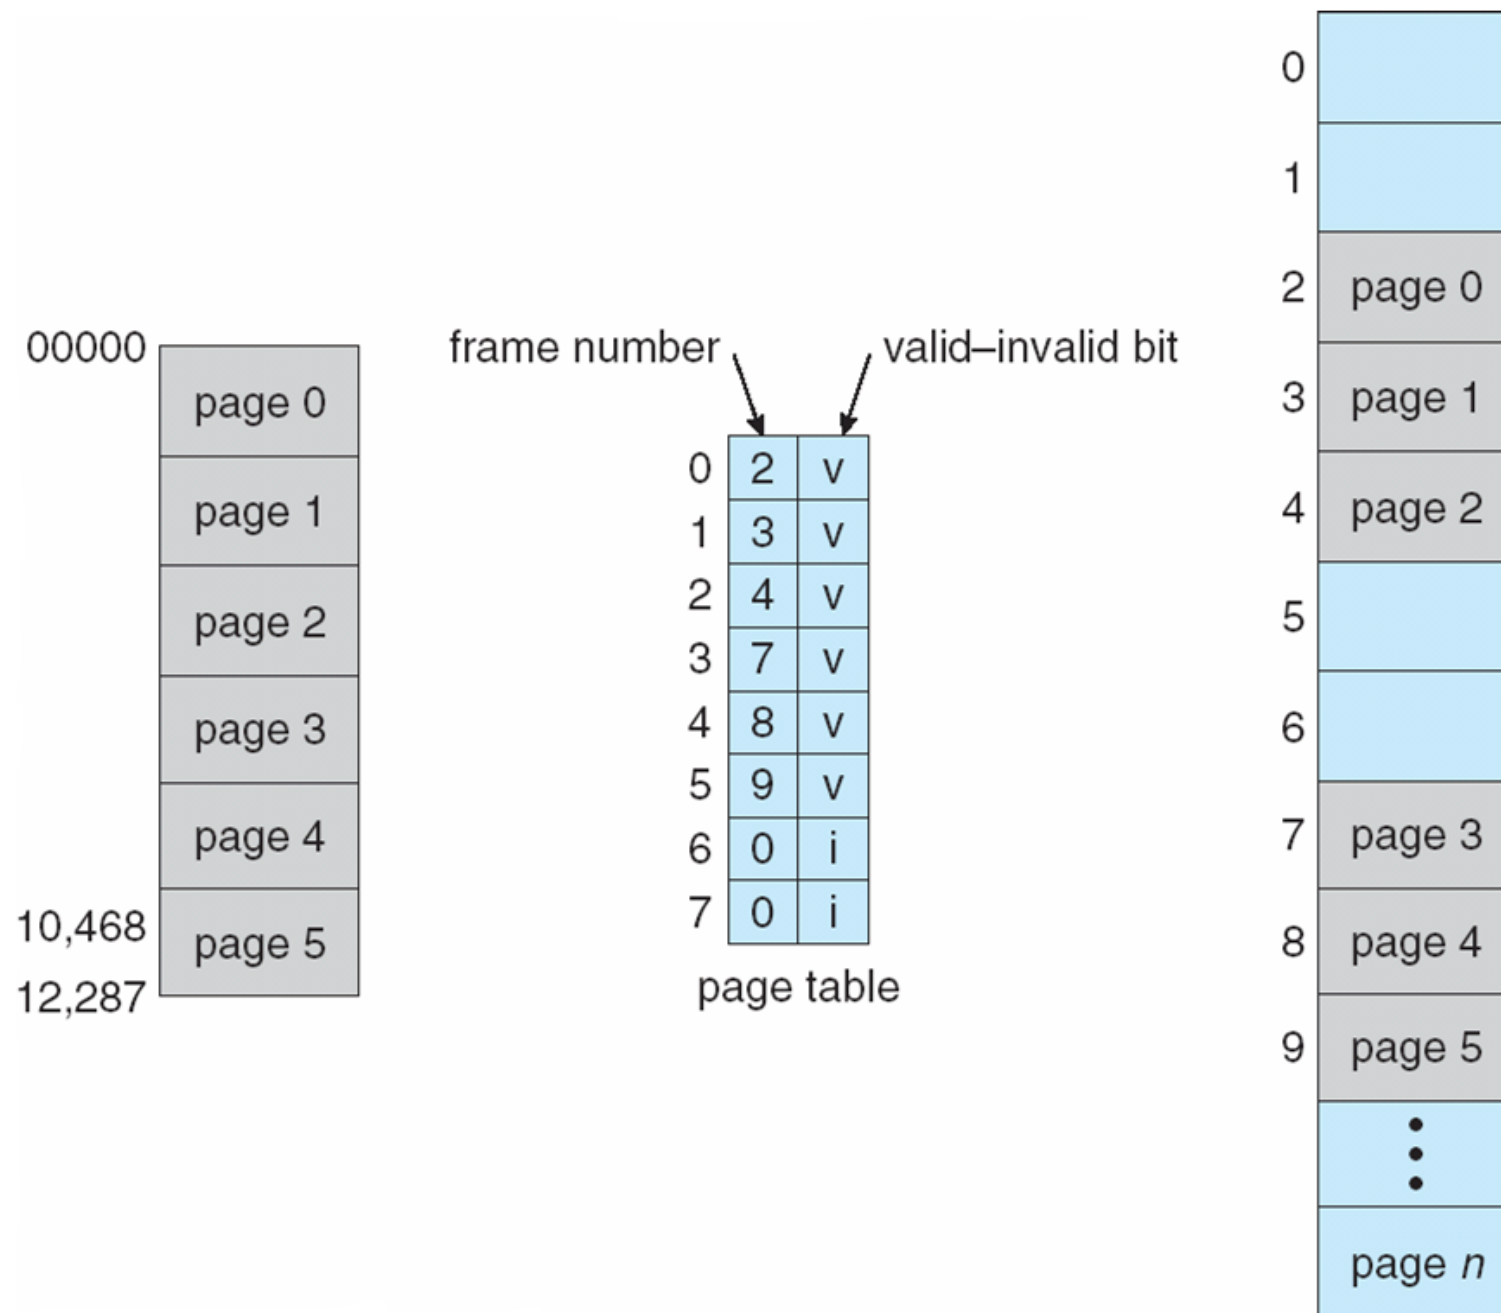 00000
page 0
page 1
page 2
page 3
page 4
10,468
page 5
12,287
frame number
valid–invalid bit
0 2 v
1 3 v
2 4 v
3 7 v
4 8 v
5 9 v
6 0 i
7 0 i
page table
0
1
2 page 0
3 page 1
4 page 2
5
6
7 page 3
8 page 4
9 page 5
page n